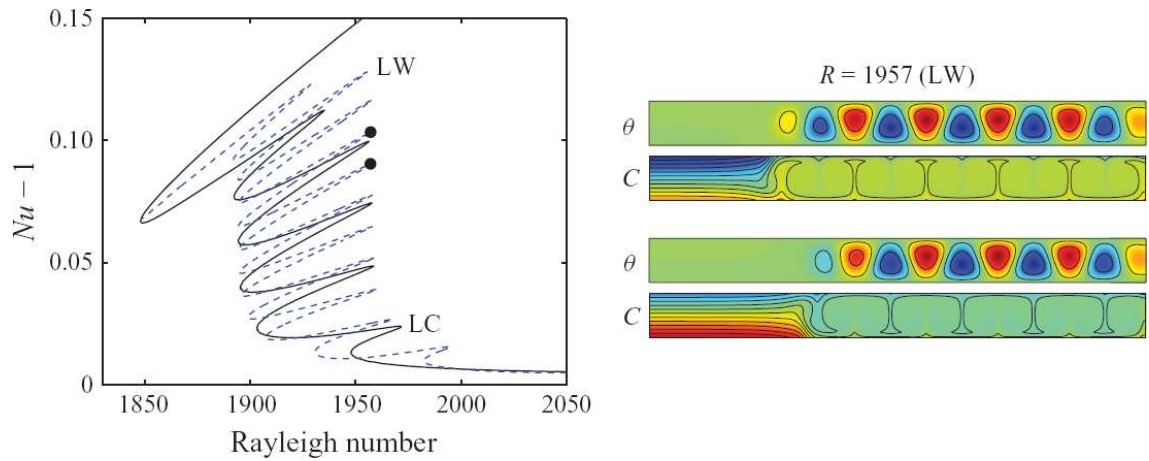 0.15
0.10
0.05
0
Nu − 1
LW
LC
1850 1900 1950 2000 2050
Rayleigh number
R = 1957 (LW)
θ
C
θ
C